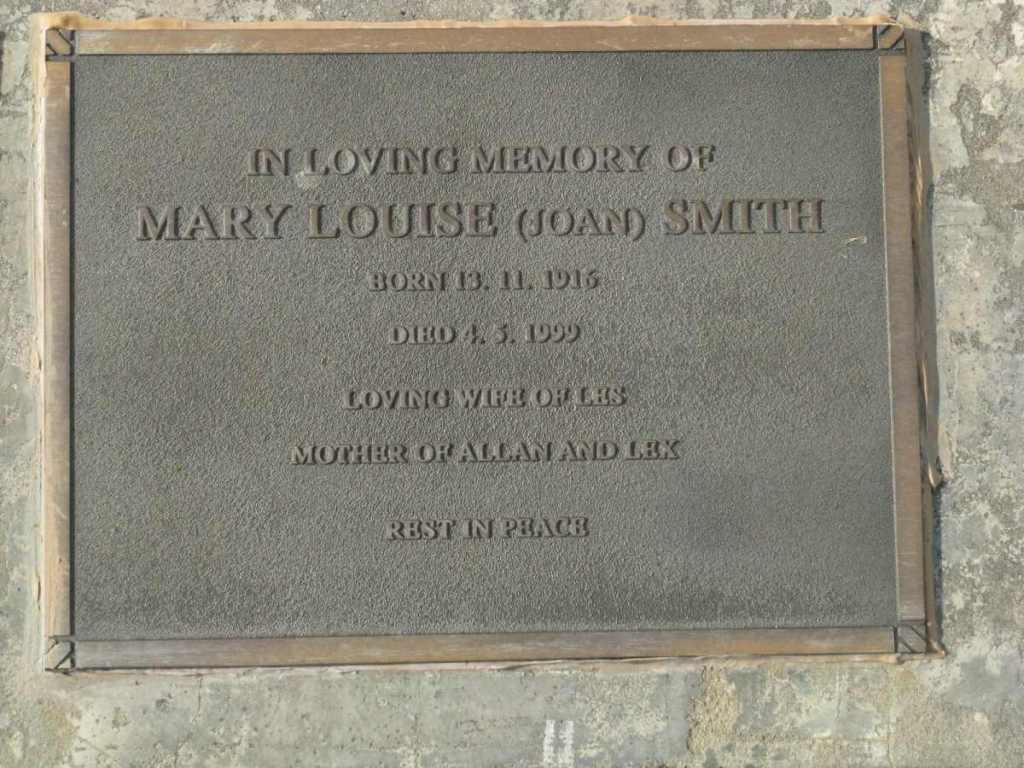 IN LOVING MEMORY OF
MARY LOUISE (JOAN) SMITH
BORN 13. 11. 1916
DIED 4. 5. 1999
LOVING WIFE OF LES
MOTHER OF ALLAN AND LEX
REST IN PEACE